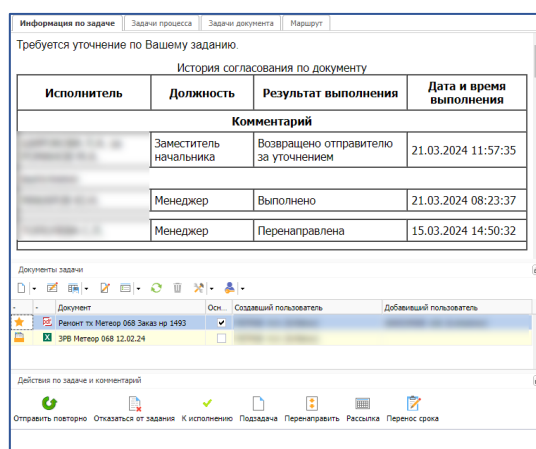 Информация по задаче Задачи процесса Задачи документа Маршрут
Требуется уточнение по Вашему заданию.
История согласования по документу
Исполнитель Должность Результат выполнения Дата и время
выполнения
Комментарий
Заместитель Возвращено отправителю 21.03.2024 11:57:35
начальника за уточнением
Менеджер Выполнено 21.03.2024 08:23:37
Менеджер Перенаправлена 15.03.2024 14:50:32
Документы задачи
Документ Осн... Создавший пользователь Добавивший пользователь
Ремонт тх Метеор 068 Заказ нр 1493
ЗРВ Метеор 068 12.02.24
Действия по задаче и комментарий
Отправить повторно Отказаться от задания К исполнению Подзадача Перенаправить Рассылка Перенос срока